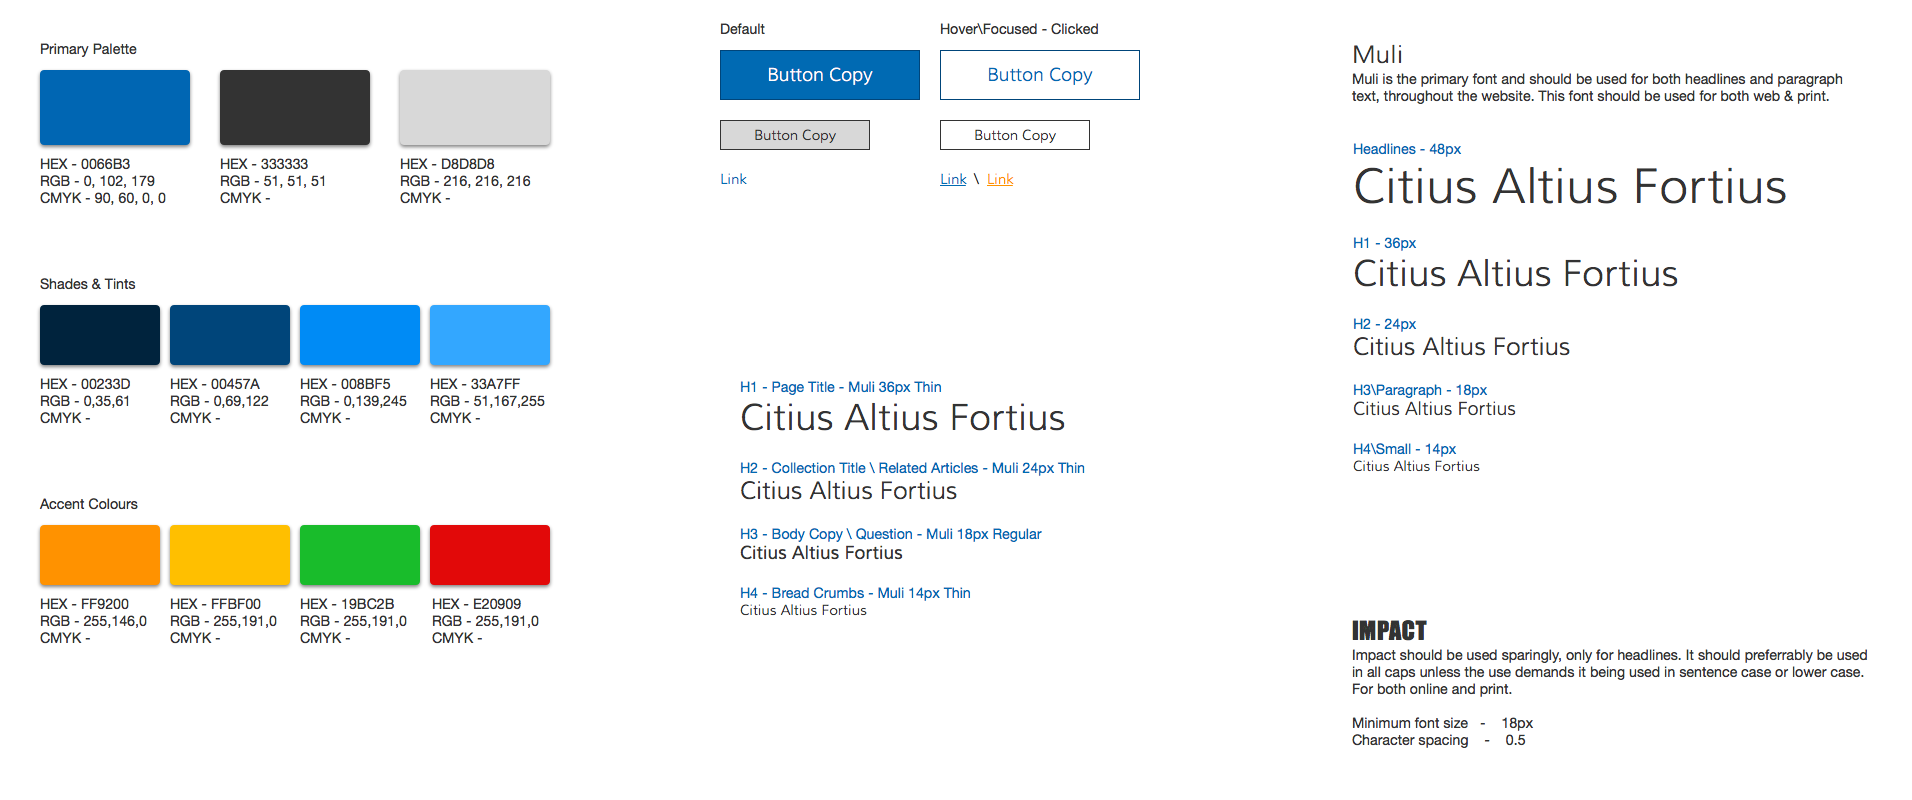 Primary Palette
HEX - 0066B3
RGB - 0, 102, 179
CMYK - 90, 60, 0, 0
HEX - 333333
RGB - 51, 51, 51
CMYK -
HEX - D8D8D8
RGB - 216, 216, 216
CMYK -
Shades & Tints
HEX - 00233D
RGB - 0,35,61
CMYK -
HEX - 00457A
RGB - 0,69,122
CMYK -
HEX - 008BF5
RGB - 0,139,245
CMYK -
HEX - 33A7FF
RGB - 51,167,255
CMYK -
Accent Colours
HEX - FF9200
RGB - 255,146,0
CMYK -
HEX - FFBF00
RGB - 255,191,0
CMYK -
HEX - 19BC2B
RGB - 255,191,0
CMYK -
HEX - E20909
RGB - 255,191,0
CMYK -
Default
Hover\Focused - Clicked
Button Copy
Button Copy
Button Copy
Button Copy
Link
Link \ Link
H1 - Page Title - Muli 36px Thin
Citius Altius Fortius
H2 - Collection Title \ Related Articles - Muli 24px Thin
Citius Altius Fortius
H3 - Body Copy \ Question - Muli 18px Regular
Citius Altius Fortius
H4 - Bread Crumbs - Muli 14px Thin
Citius Altius Fortius
Muli
Muli is the primary font and should be used for both headlines and paragraph
text, throughout the website. This font should be used for both web & print.
Headlines - 48px
Citius Altius Fortius
H1 - 36px
Citius Altius Fortius
H2 - 24px
Citius Altius Fortius
H3\Paragraph - 18px
Citius Altius Fortius
H4\Small - 14px
Citius Altius Fortius
IMPACT
Impact should be used sparingly, only for headlines. It should preferrably be used
in all caps unless the use demands it being used in sentence case or lower case.
For both online and print.
Minimum font size - 18px
Character spacing - 0.5